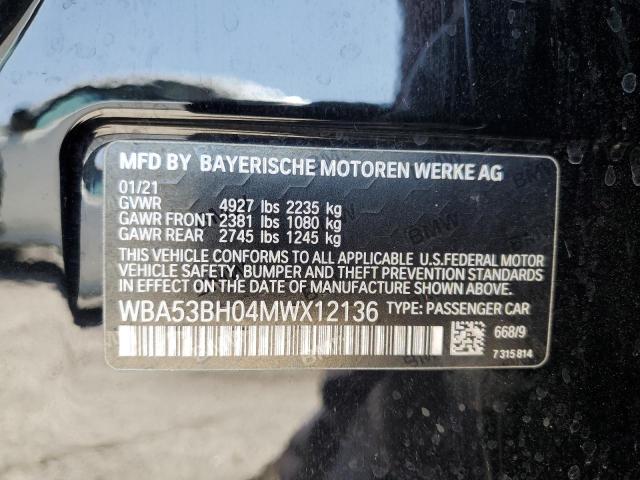 MFD BY BAYERISCHE MOTOREN WERKE AG
01/21
GVWR 4927 lbs 2235 kg
GAWR FRONT 2381 lbs 1080 kg
GAWR REAR 2745 lbs 1245 kg
THIS VEHICLE CONFORMS TO ALL APPLICABLE U.S.FEDERAL MOTOR
VEHICLE SAFETY, BUMPER AND THEFT PREVENTION STANDARDS
IN EFFECT ON THE DATE OF MANUFACTURE SHOWN ABOVE.
WBA53BH04MWX12136 TYPE: PASSENGER CAR
668/9
7 315 814